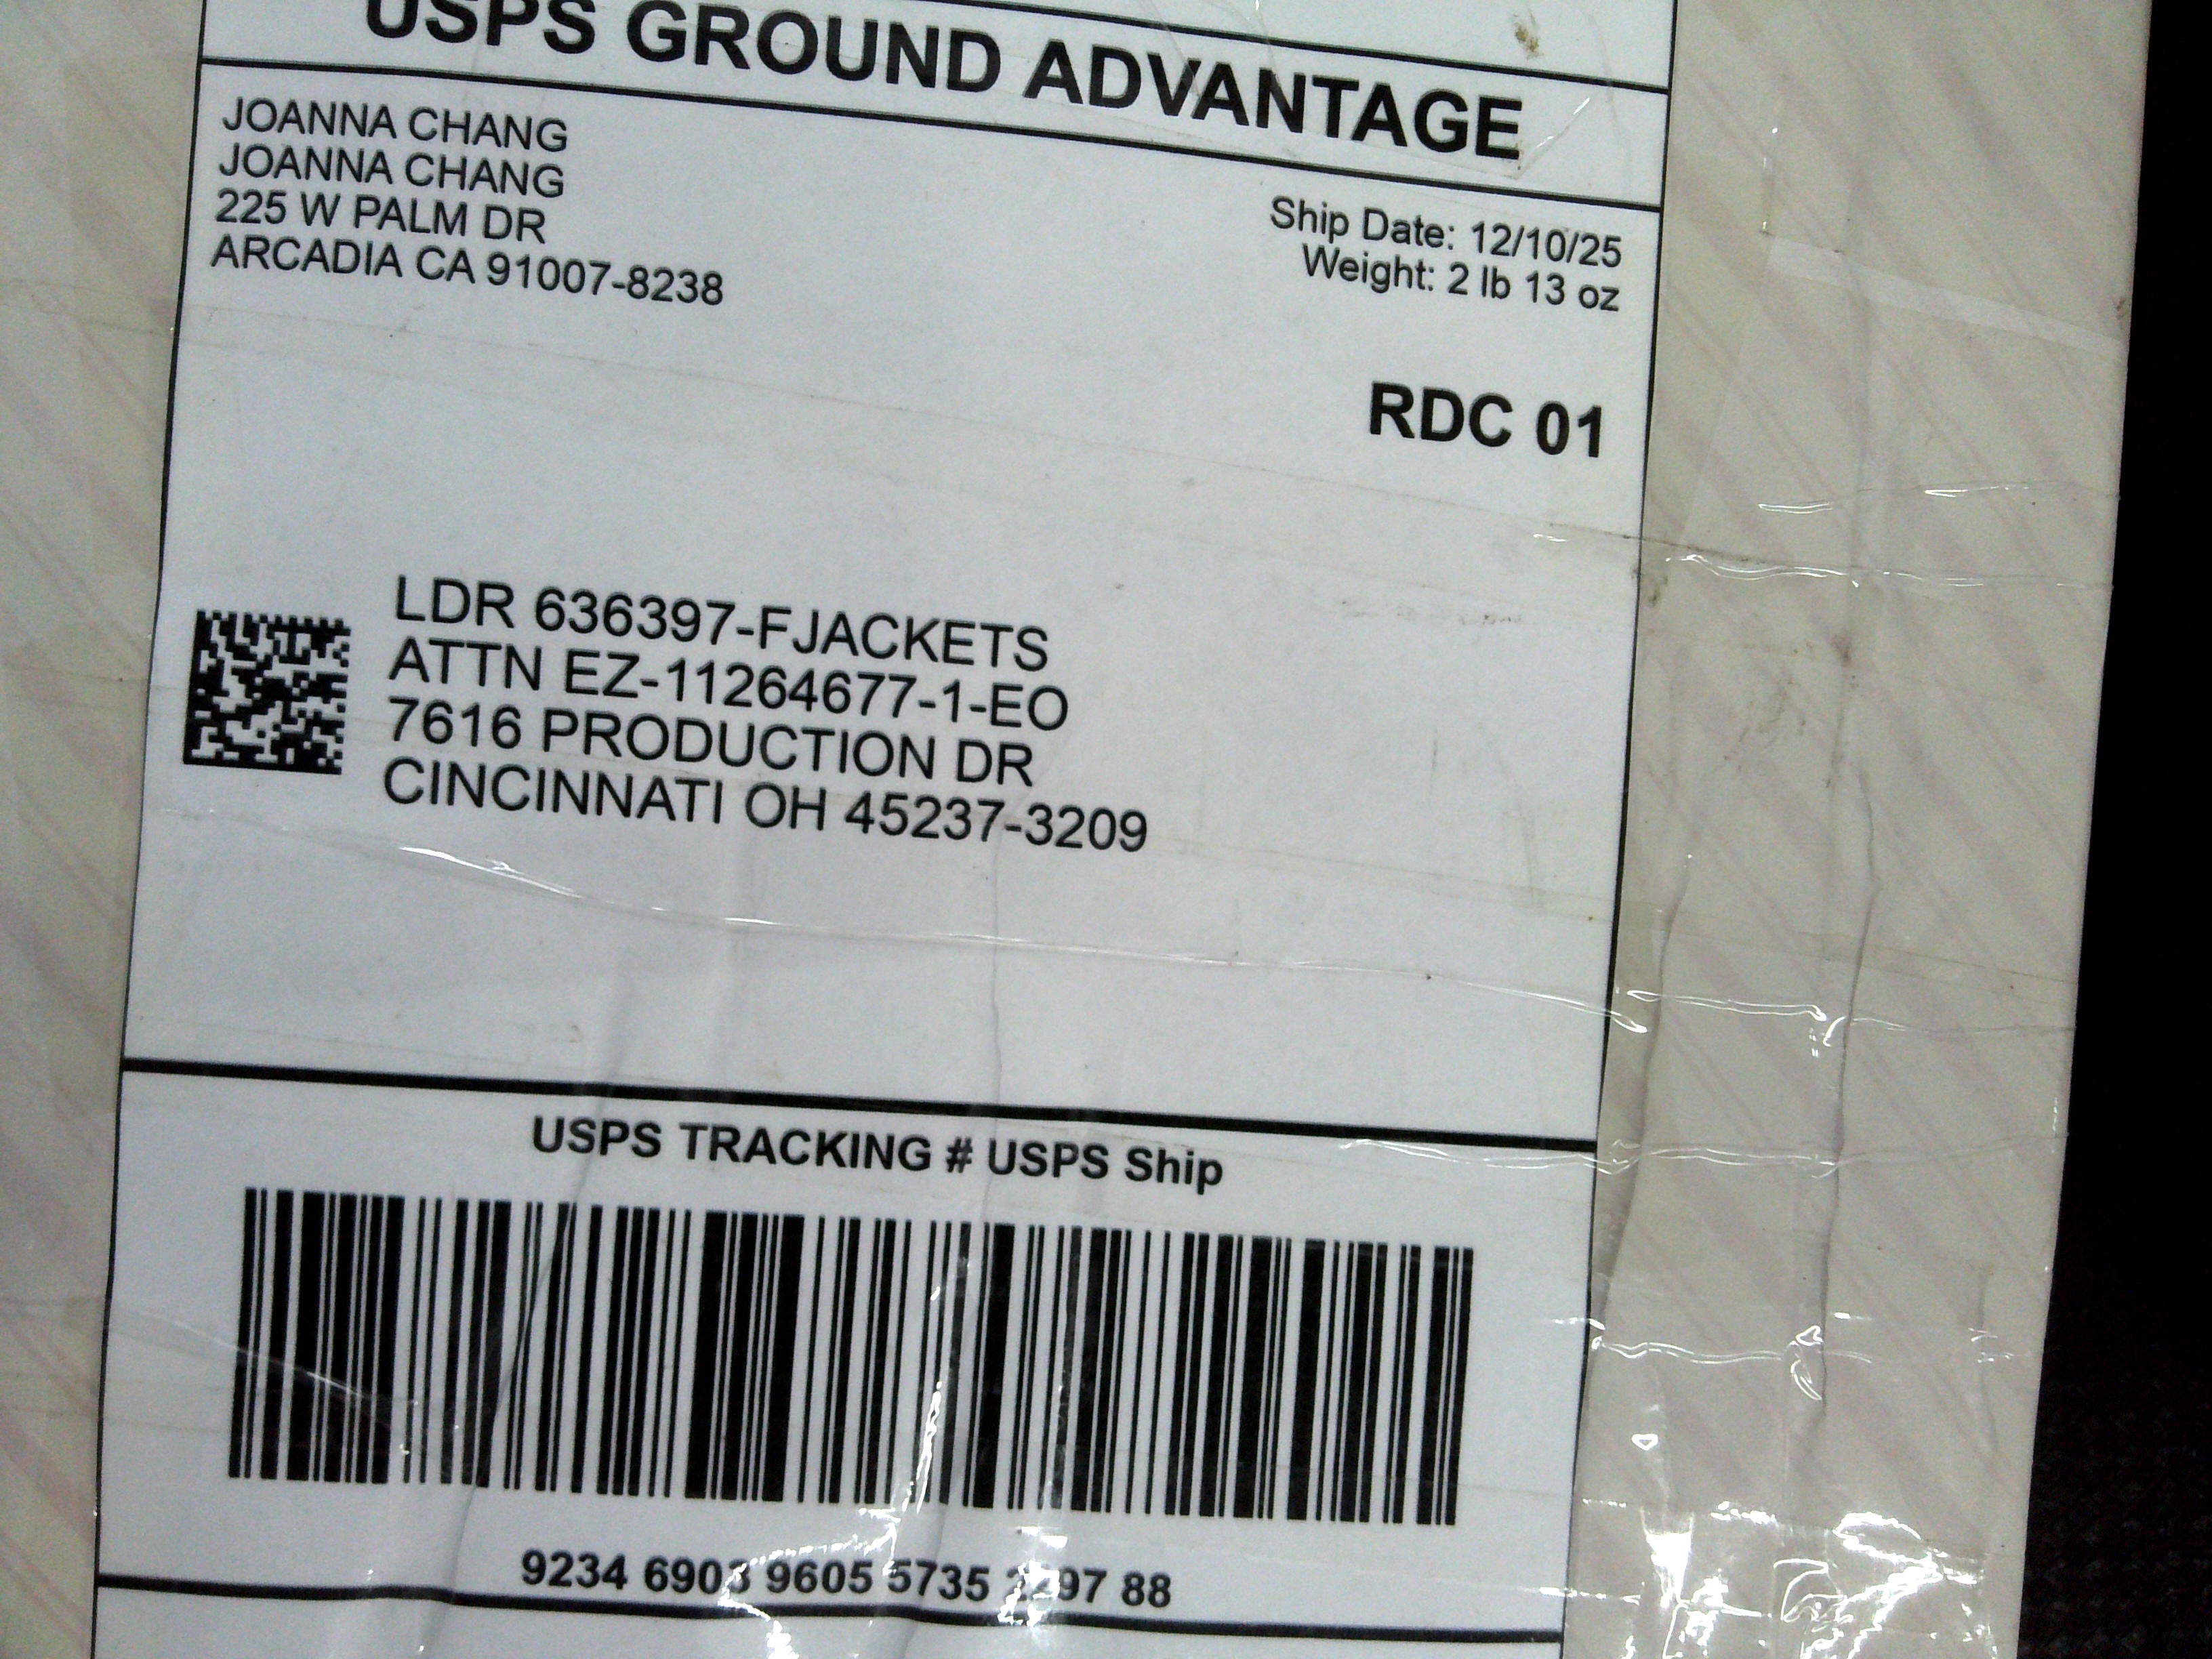 USPS GROUND ADVANTAGE
JOANNA CHANG
JOANNA CHANG
225 W PALM DR
ARCADIA CA 91007-8238
Ship Date: 12/10/25
Weight: 2 lb 13 oz
RDC 01
LDR 636397-FJACKETS
ATTN EZ-11264677-1-EO
7616 PRODUCTION DR
CINCINNATI OH 45237-3209
USPS TRACKING # USPS Ship
9234 6903 9605 5735 97 88